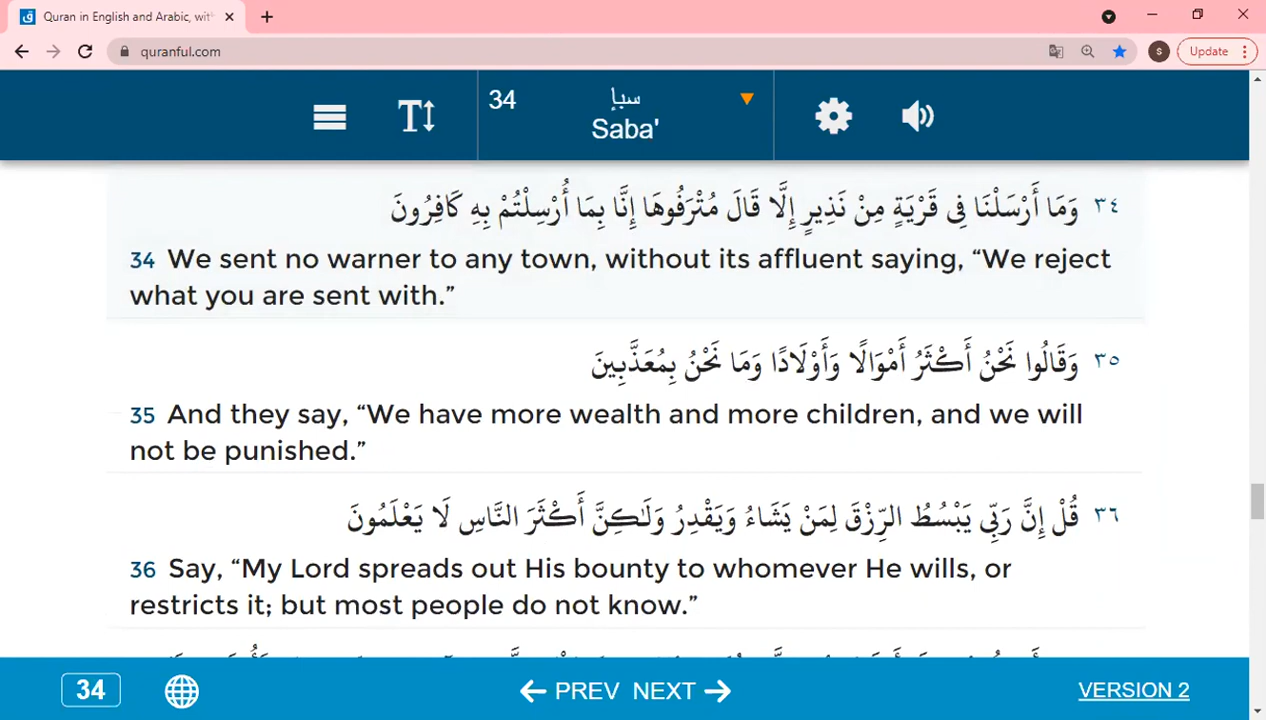 Quran in English and Arabic, wit
quranful.com
S
Update
34
سبإ
Saba'
٣٤ وَمَا أَرْسَلْنَا فِى قَرْيَةٍ مِنْ نَذِيرٍ إِلَّا قَالَ مُتْرَفُوهَا إِنَّا بِمَا أُرْسِلْتُمْ بِهِ كَافِرُونَ
34 We sent no warner to any town, without its affluent saying, “We reject
what you are sent with.”
٣٥ وَقَالُوا نَحْنُ أَكْثَرُ أَمْوَالًا وَأَوْلَادًا وَمَا نَحْنُ بِمُعَذَّبِينَ
35 And they say, “We have more wealth and more children, and we will
not be punished.”
٣٦ قُلْ إِنَّ رَبِّى يَبْسُطُ الرِّزْقَ لِمَنْ يَشَاءُ وَيَقْدِرُ وَلَـٰكِنَّ أَكْثَرَ النَّاسِ لَا يَعْلَمُونَ
36 Say, “My Lord spreads out His bounty to whomever He wills, or
restricts it; but most people do not know.”
34
PREV NEXT
VERSION 2